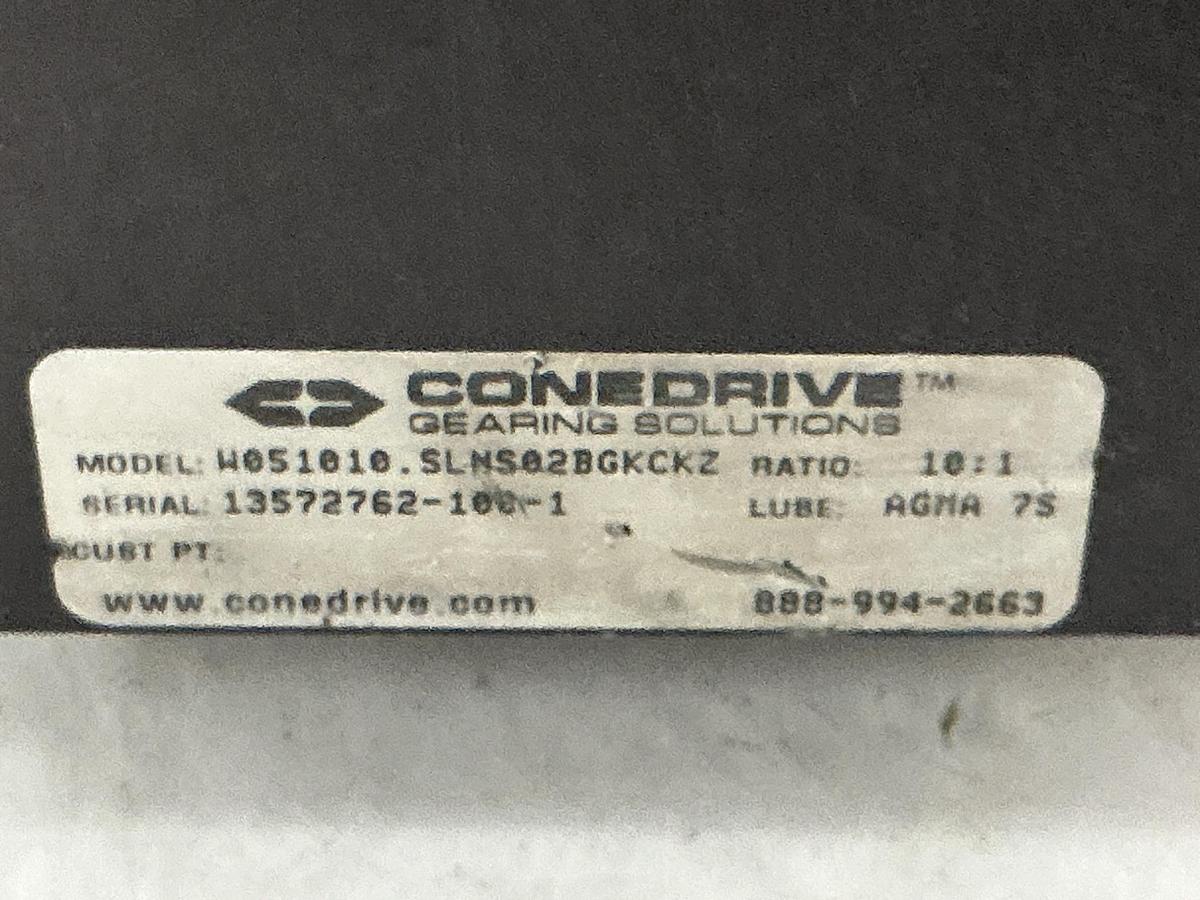 CONEDRIVE™
GEARING SOLUTIONS
MODEL: W051010.SLNS02BGKCKZ RATIO: 10:1
SERIAL: 13572762-100-1 LUBE: AGMA 7S
CUST PT:
www.conedrive.com 888-994-2663